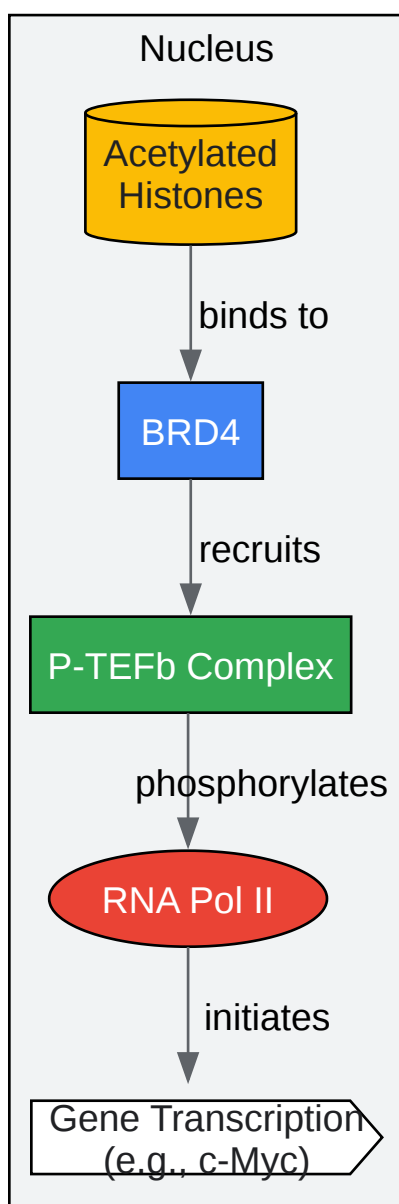 Nucleus
Acetylated
Histones
binds to
BRD4
recruits
P-TEFb Complex
phosphorylates
RNA Pol II
initiates
Gene Transcription
(e.g., c-Myc)